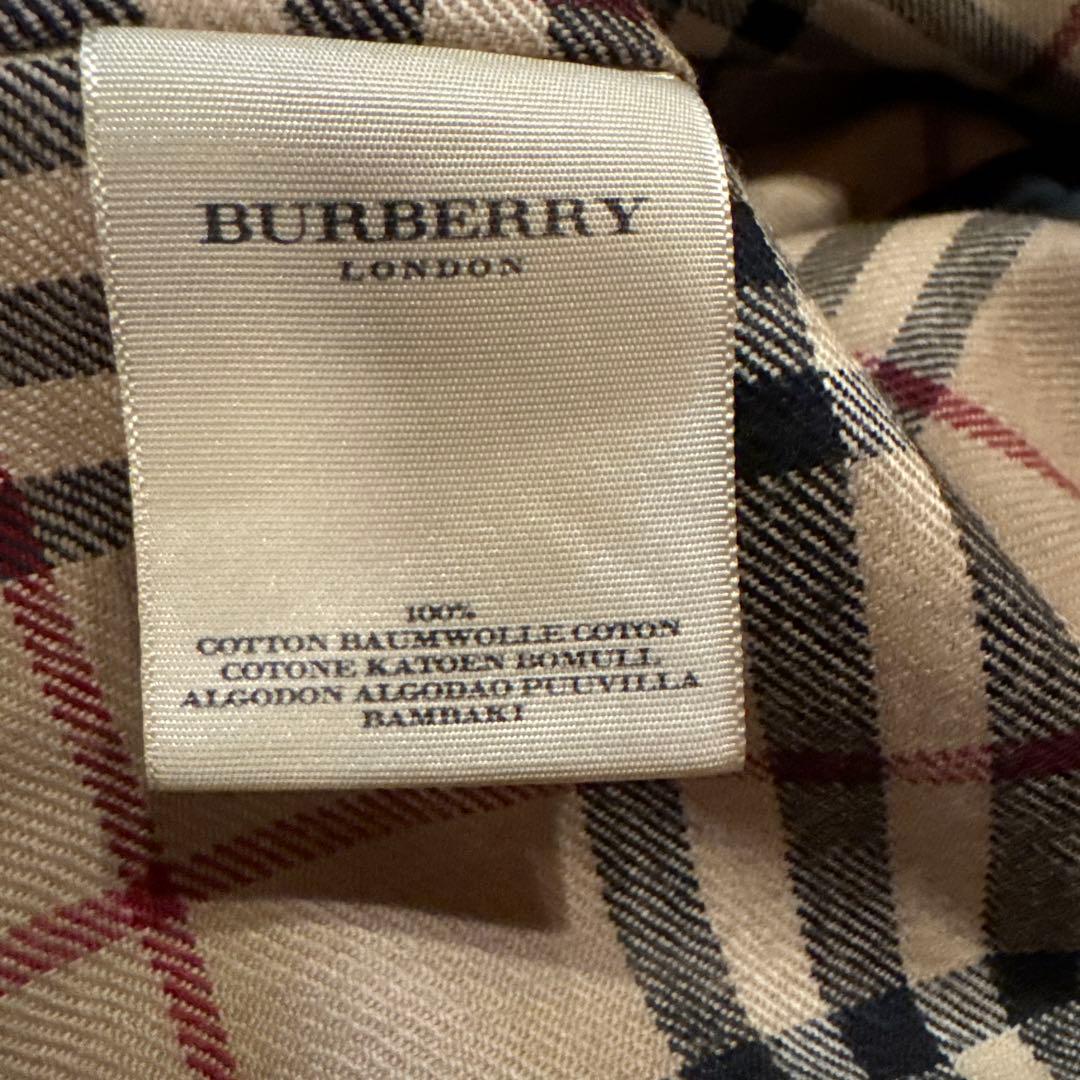 BURBERRY
LONDON
100%
COTTON BAUMWOLLE COTON
COTONE KATOEN BOMULL
ALGODON ALGODAO PUUVILLA
BAMBAKI